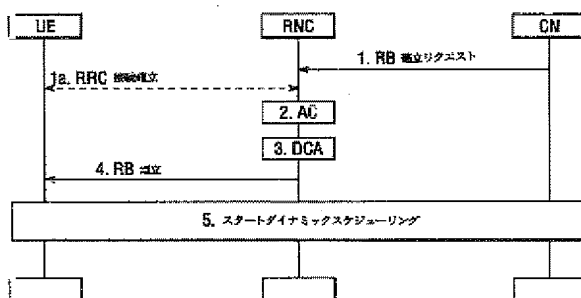 UE
RNC
CN
1. RB 確立リクエスト
1a. RRC 接続確立
2. AC
3. DCA
4. RB 確立
5. スタートダイナミックスケジューリング